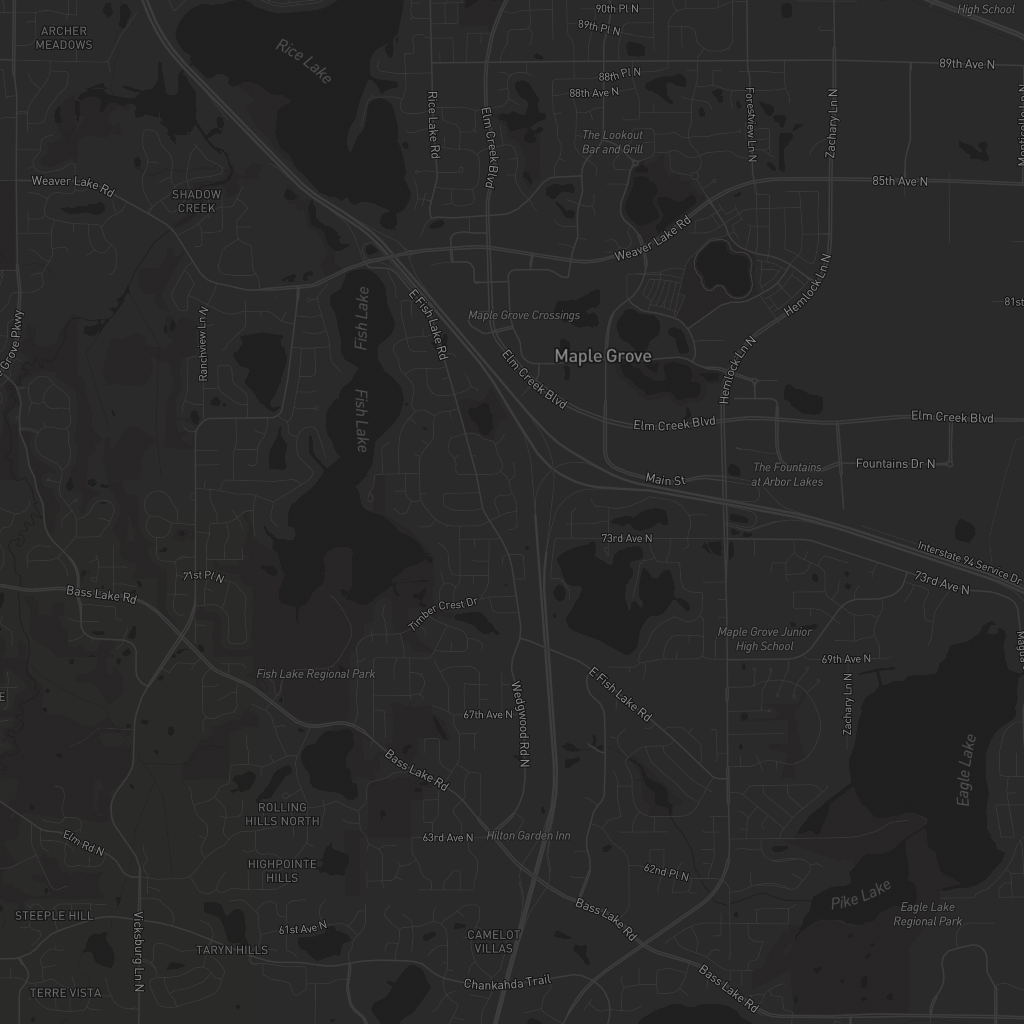 90th Pl N
High School
89th Pl N
ARCHER
MEADOWS
Rice Lake
89th Ave N
88th Pl N
88th Ave N
Rice Lake Rd
Elm Creek Blvd
Forestview Ln N
Zachary Ln N
The Lookout
Bar and Grill
Weaver Lake Rd
85th Ave N
SHADOW
CREEK
Weaver Lake Rd
Hemlock Ln N
81st
Fish Lake
E Fish Lake Rd
Maple Grove Crossings
Ranchview Ln N
Grove Pkwy
Maple Grove
Hemlock Ln N
Elm Creek Blvd
Fish Lake
Elm Creek Blvd
Elm Creek Blvd
Fountains Dr N
The Fountains
at Arbor Lakes
Main St
73rd Ave N
Interstate 94 Service Dr
73rd Ave N
71st Pl N
Bass Lake Rd
Timber Crest Dr
Maple Grove Junior
High School
69th Ave N
Fish Lake Regional Park
E Fish Lake Rd
Zachary Ln N
Wedgwood Rd N
67th Ave N
Eagle Lake
Bass Lake Rd
ROLLING
HILLS NORTH
63rd Ave N
Hilton Garden Inn
Elm Rd N
HIGHPOINTE
HILLS
62nd Pl N
Pike Lake
Eagle Lake
Regional Park
STEEPLE HILL
Vicksburg Ln N
61st Ave N
Bass Lake Rd
TARYN HILLS
CAMELOT
VILLAS
Chankahda Trail
Bass Lake Rd
TERRE VISTA